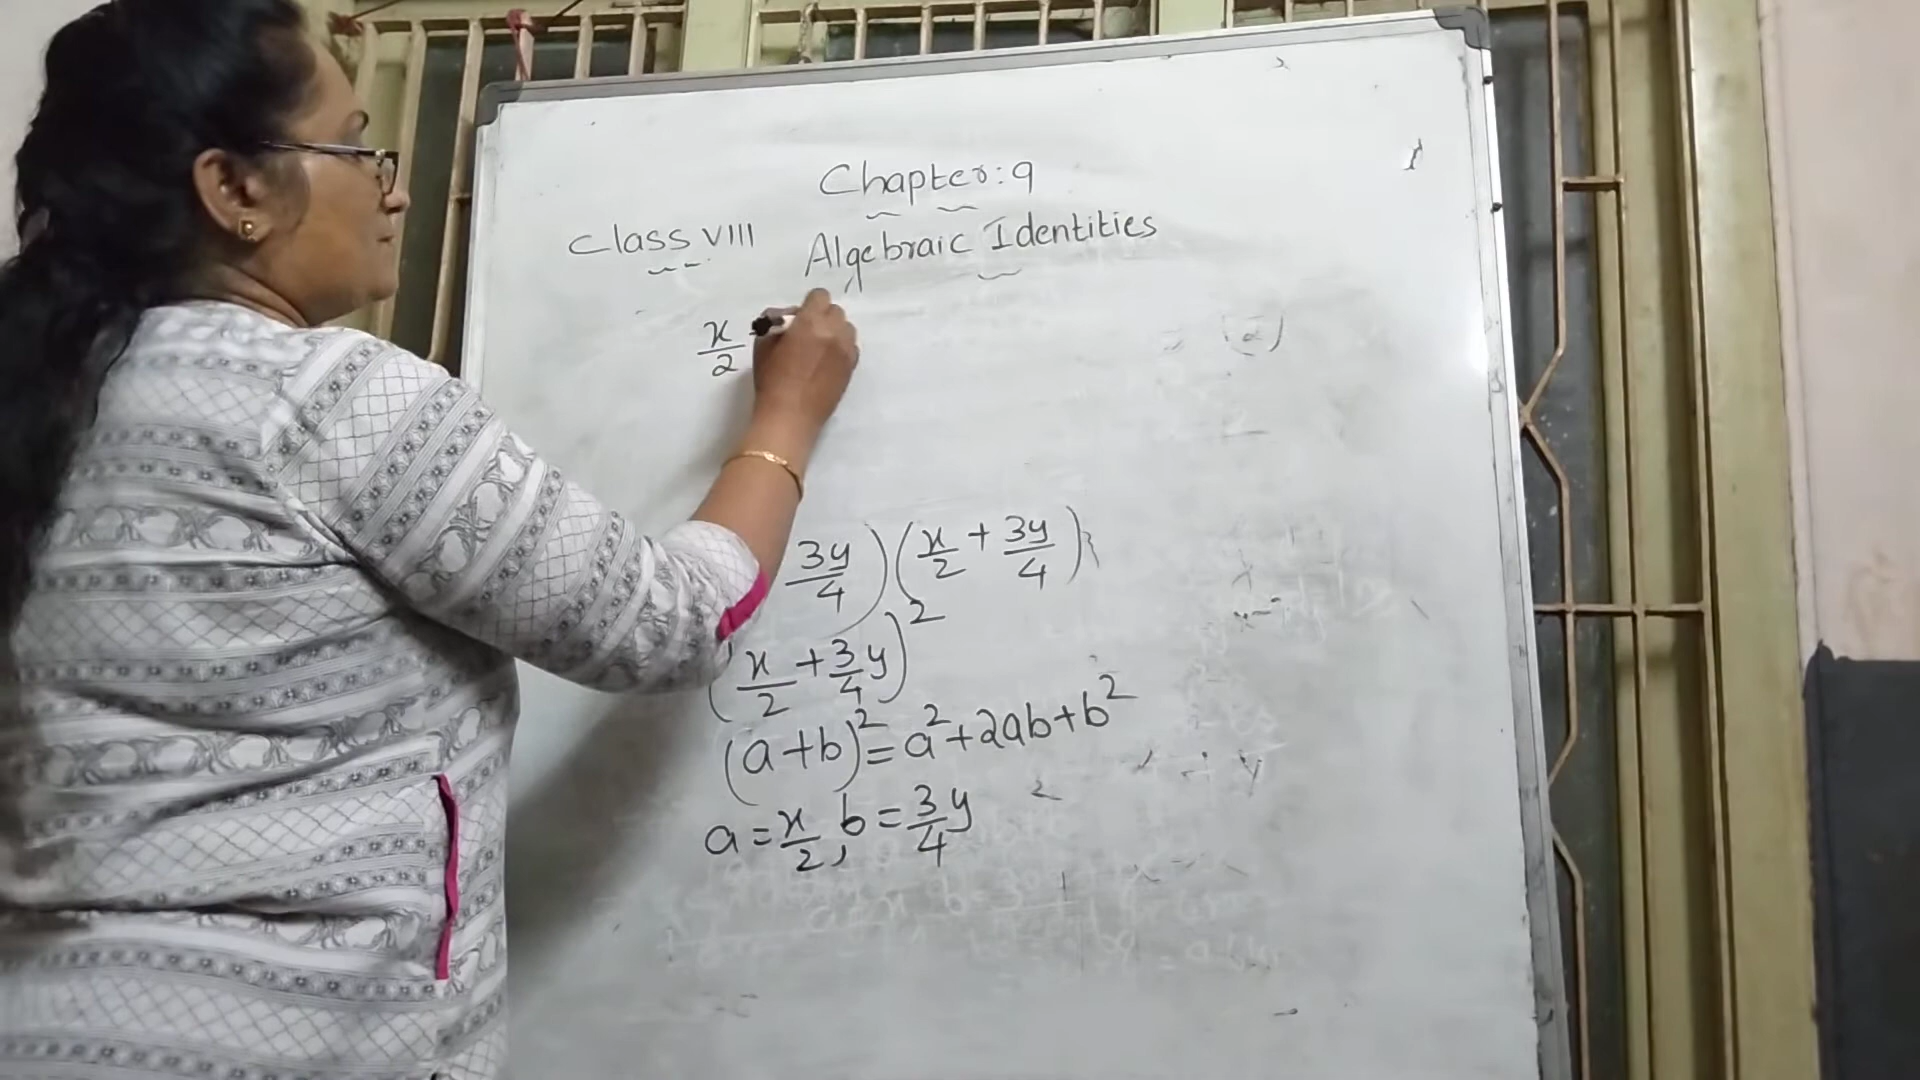 Chapter: 9
Class VIII Algebraic Identities
x/2
3y/4) (x/2 + 3y/4)
(x/2 + 3/4 y)²
(a+b)² = a² + 2ab + b²
a = x/2, b = 3/4 y